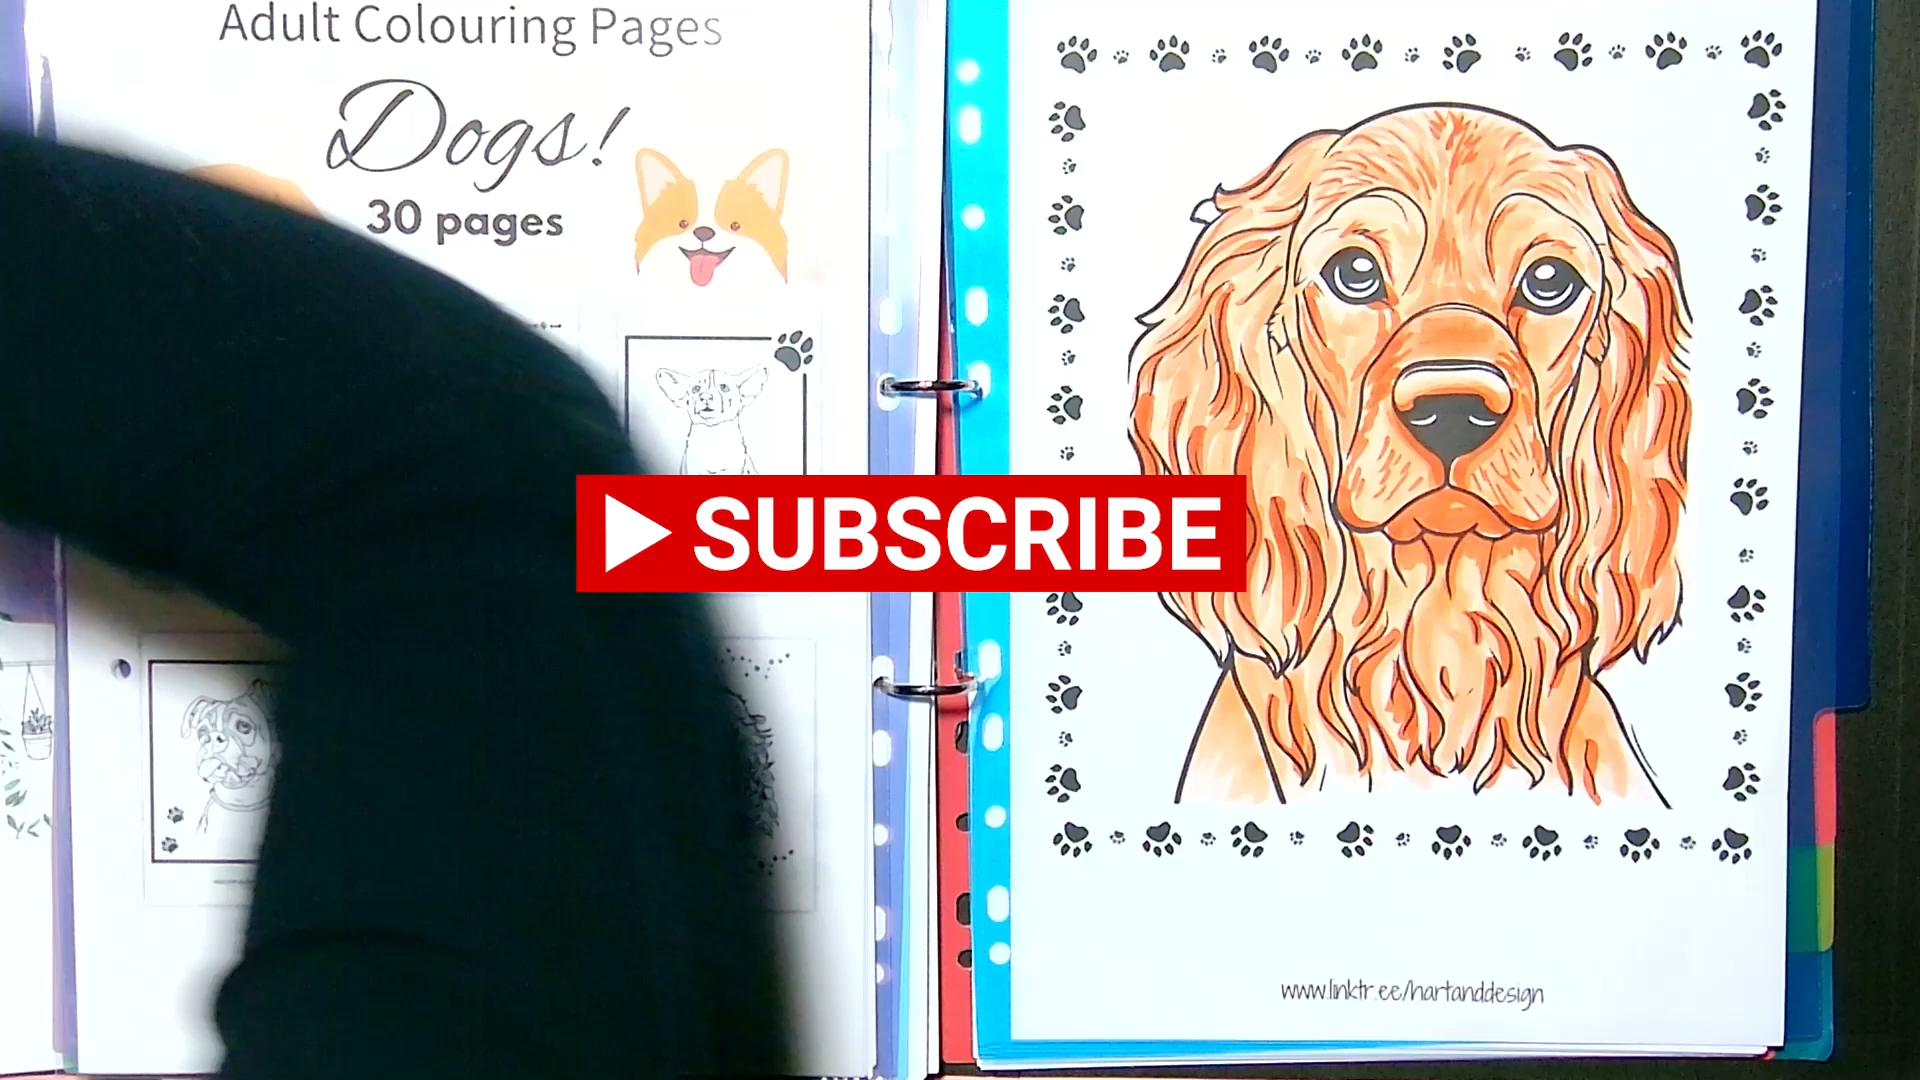 Adult Colouring Pages
Dogs!
30 pages
SUBSCRIBE
www.linktr.ee/hartanddesign